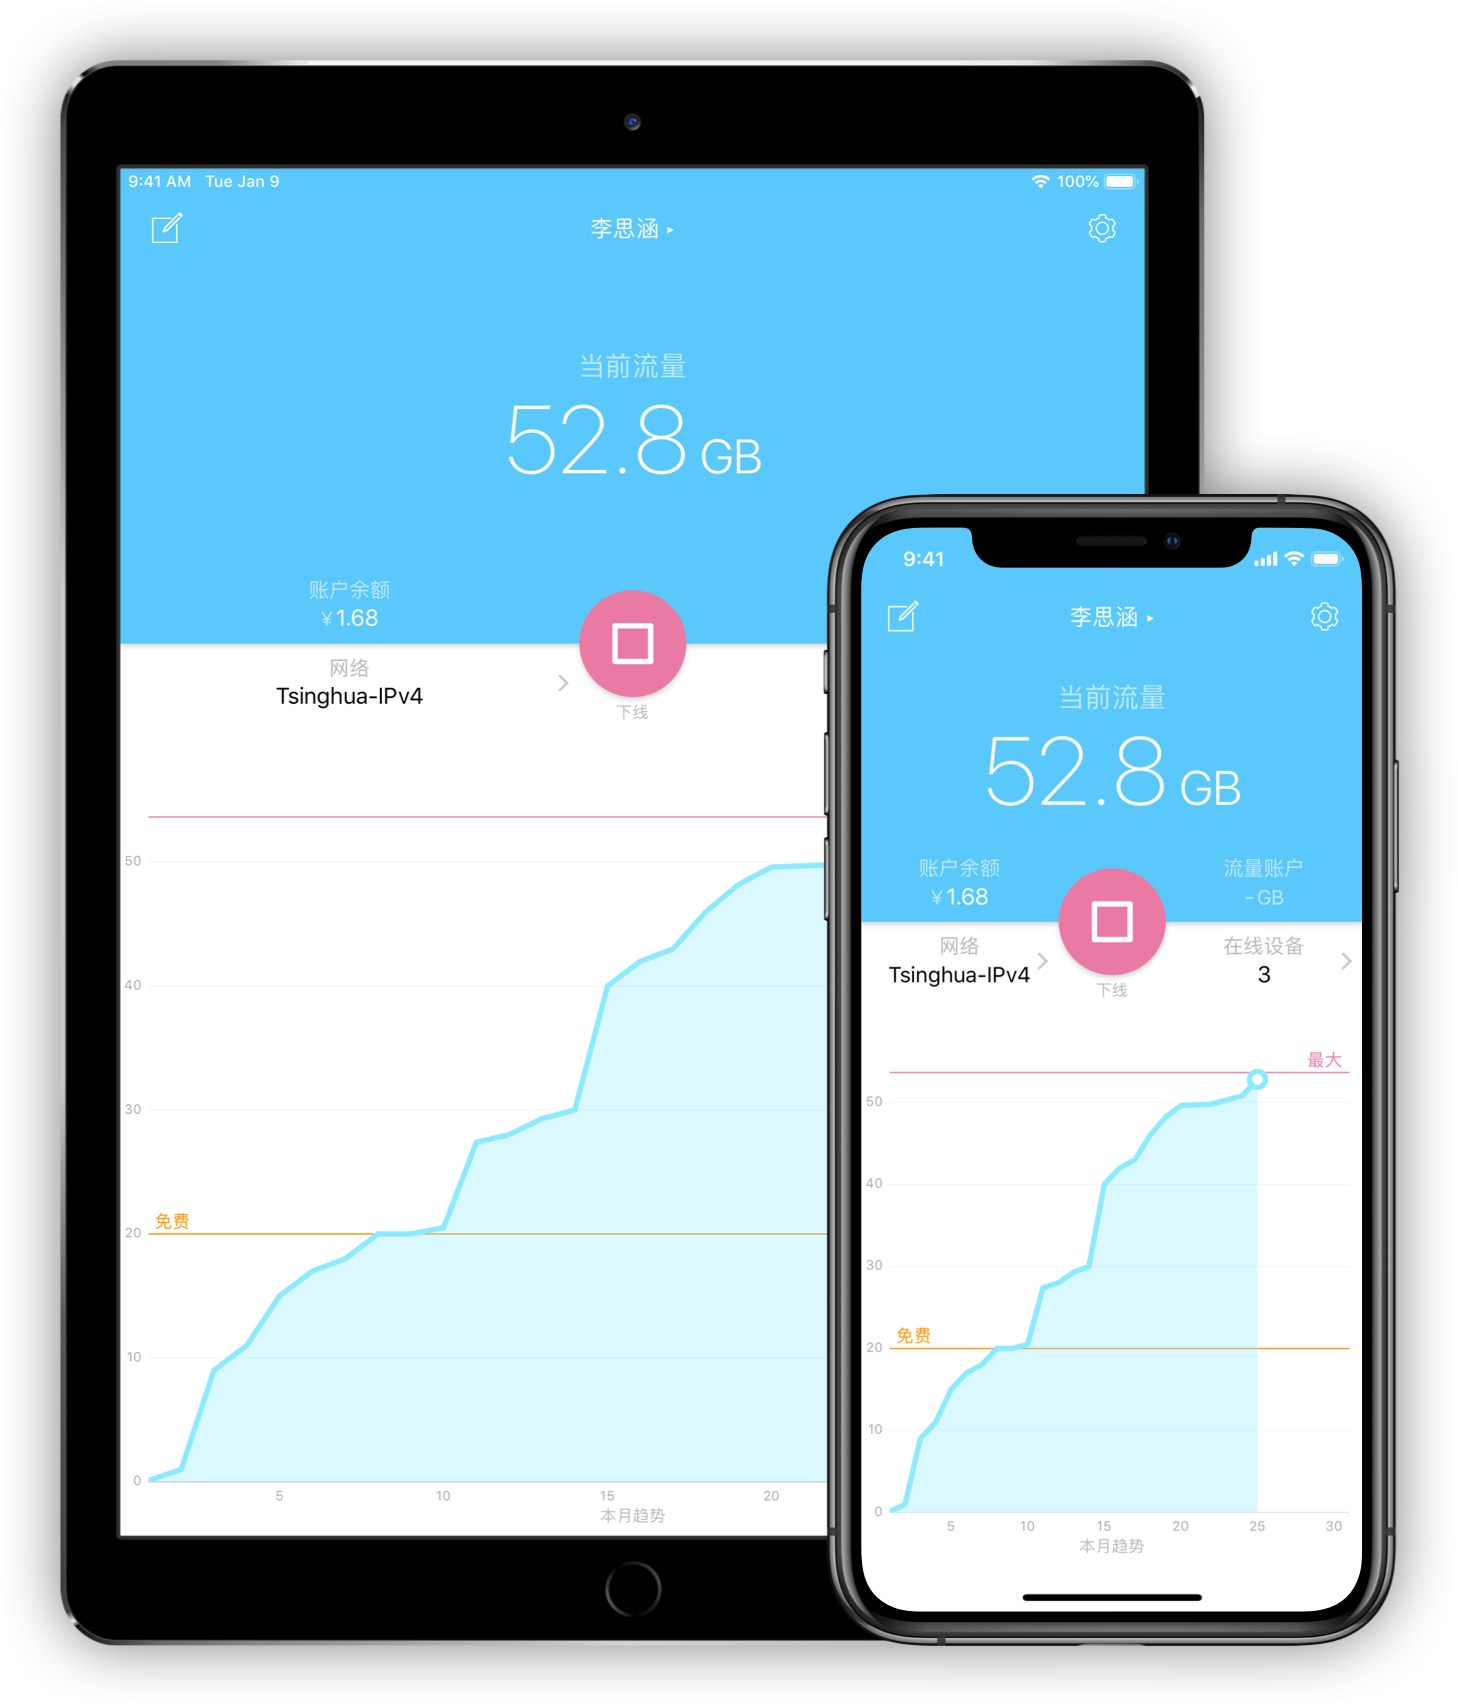 9:41 AM Tue Jan 9 100%
李思涵 ▸
当前流量
52.8 GB
账户余额
¥1.68
网络
Tsinghua-IPv4
下线
50
40
30
免费
20
10
0
5 10 15 20
本月趋势
9:41
李思涵 ▸
当前流量
52.8 GB
账户余额 流量账户
¥1.68 - GB
网络 在线设备
Tsinghua-IPv4 3
下线
最大
50
40
30
免费
20
10
0
5 10 15 20 25 30
本月趋势